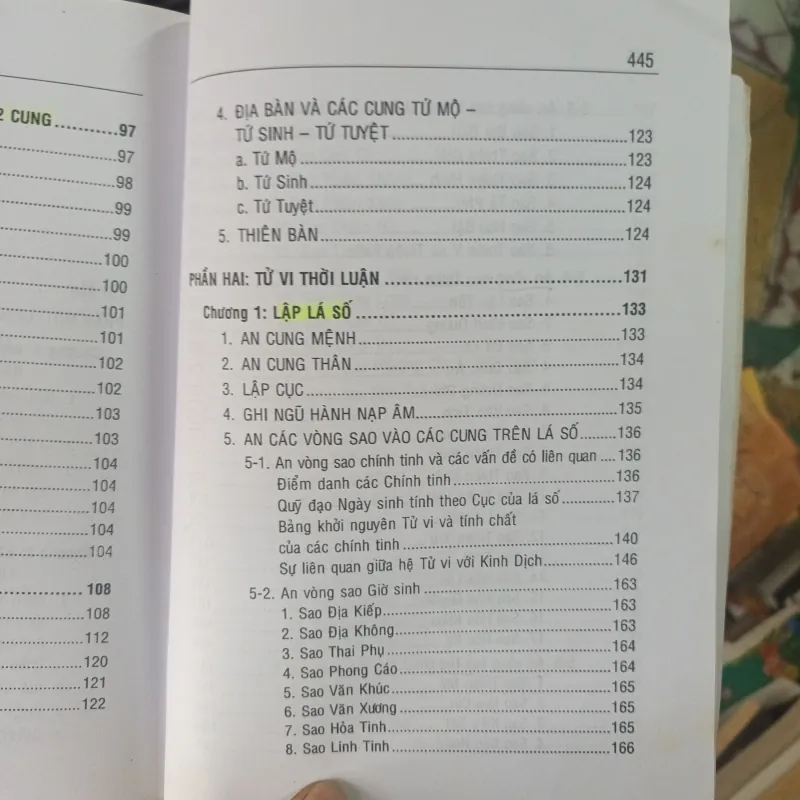 2 CUNG...........97
97
98
99
99
100
100
101
101
102
102
103
103
104
104
104
104
104
108
108
112
120
121
122
445
4. ĐỊA BÀN VÀ CÁC CUNG TỨ MỘ –
TỨ SINH – TỨ TUYỆT...........123
a. Tứ Mộ...........123
b. Tứ Sinh...........124
c. Tứ Tuyệt...........124
5. THIÊN BÀN...........124
PHẦN HAI: TỬ VI THỜI LUẬN...........131
Chương 1: LẬP LÁ SỐ...........133
1. AN CUNG MỆNH...........133
2. AN CUNG THÂN...........134
3. LẬP CỤC...........134
4. GHI NGŨ HÀNH NẠP ÂM...........135
5. AN CÁC VÒNG SAO VÀO CÁC CUNG TRÊN LÁ SỐ.........136
5-1. An vòng sao chính tinh và các vấn đề có liên quan ....136
Điểm danh các Chính tinh...........136
Quỹ đạo Ngày sinh tính theo Cục của lá số...........137
Bảng khởi nguyên Tử vi và tính chất
của các chính tinh...........140
Sự liên quan giữa hệ Tử vi với Kinh Dịch...........146
5-2. An vòng sao Giờ sinh...........163
1. Sao Địa Kiếp...........163
2. Sao Địa Không...........163
3. Sao Thai Phụ...........164
4. Sao Phong Cáo...........164
5. Sao Văn Khúc...........165
6. Sao Văn Xương...........165
7. Sao Hỏa Tinh...........165
8. Sao Linh Tinh...........166